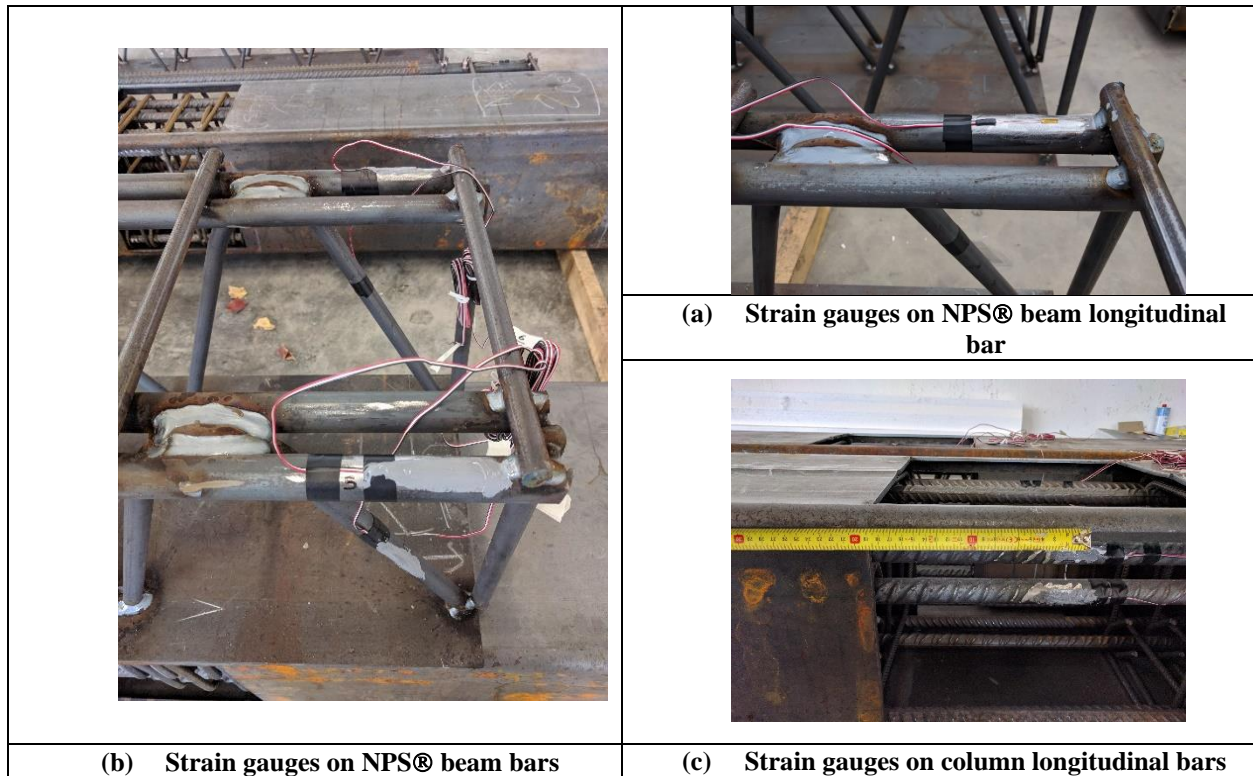 (a) Strain gauges on NPS® beam longitudinal
bar
(b) Strain gauges on NPS® beam bars
(c) Strain gauges on column longitudinal bars